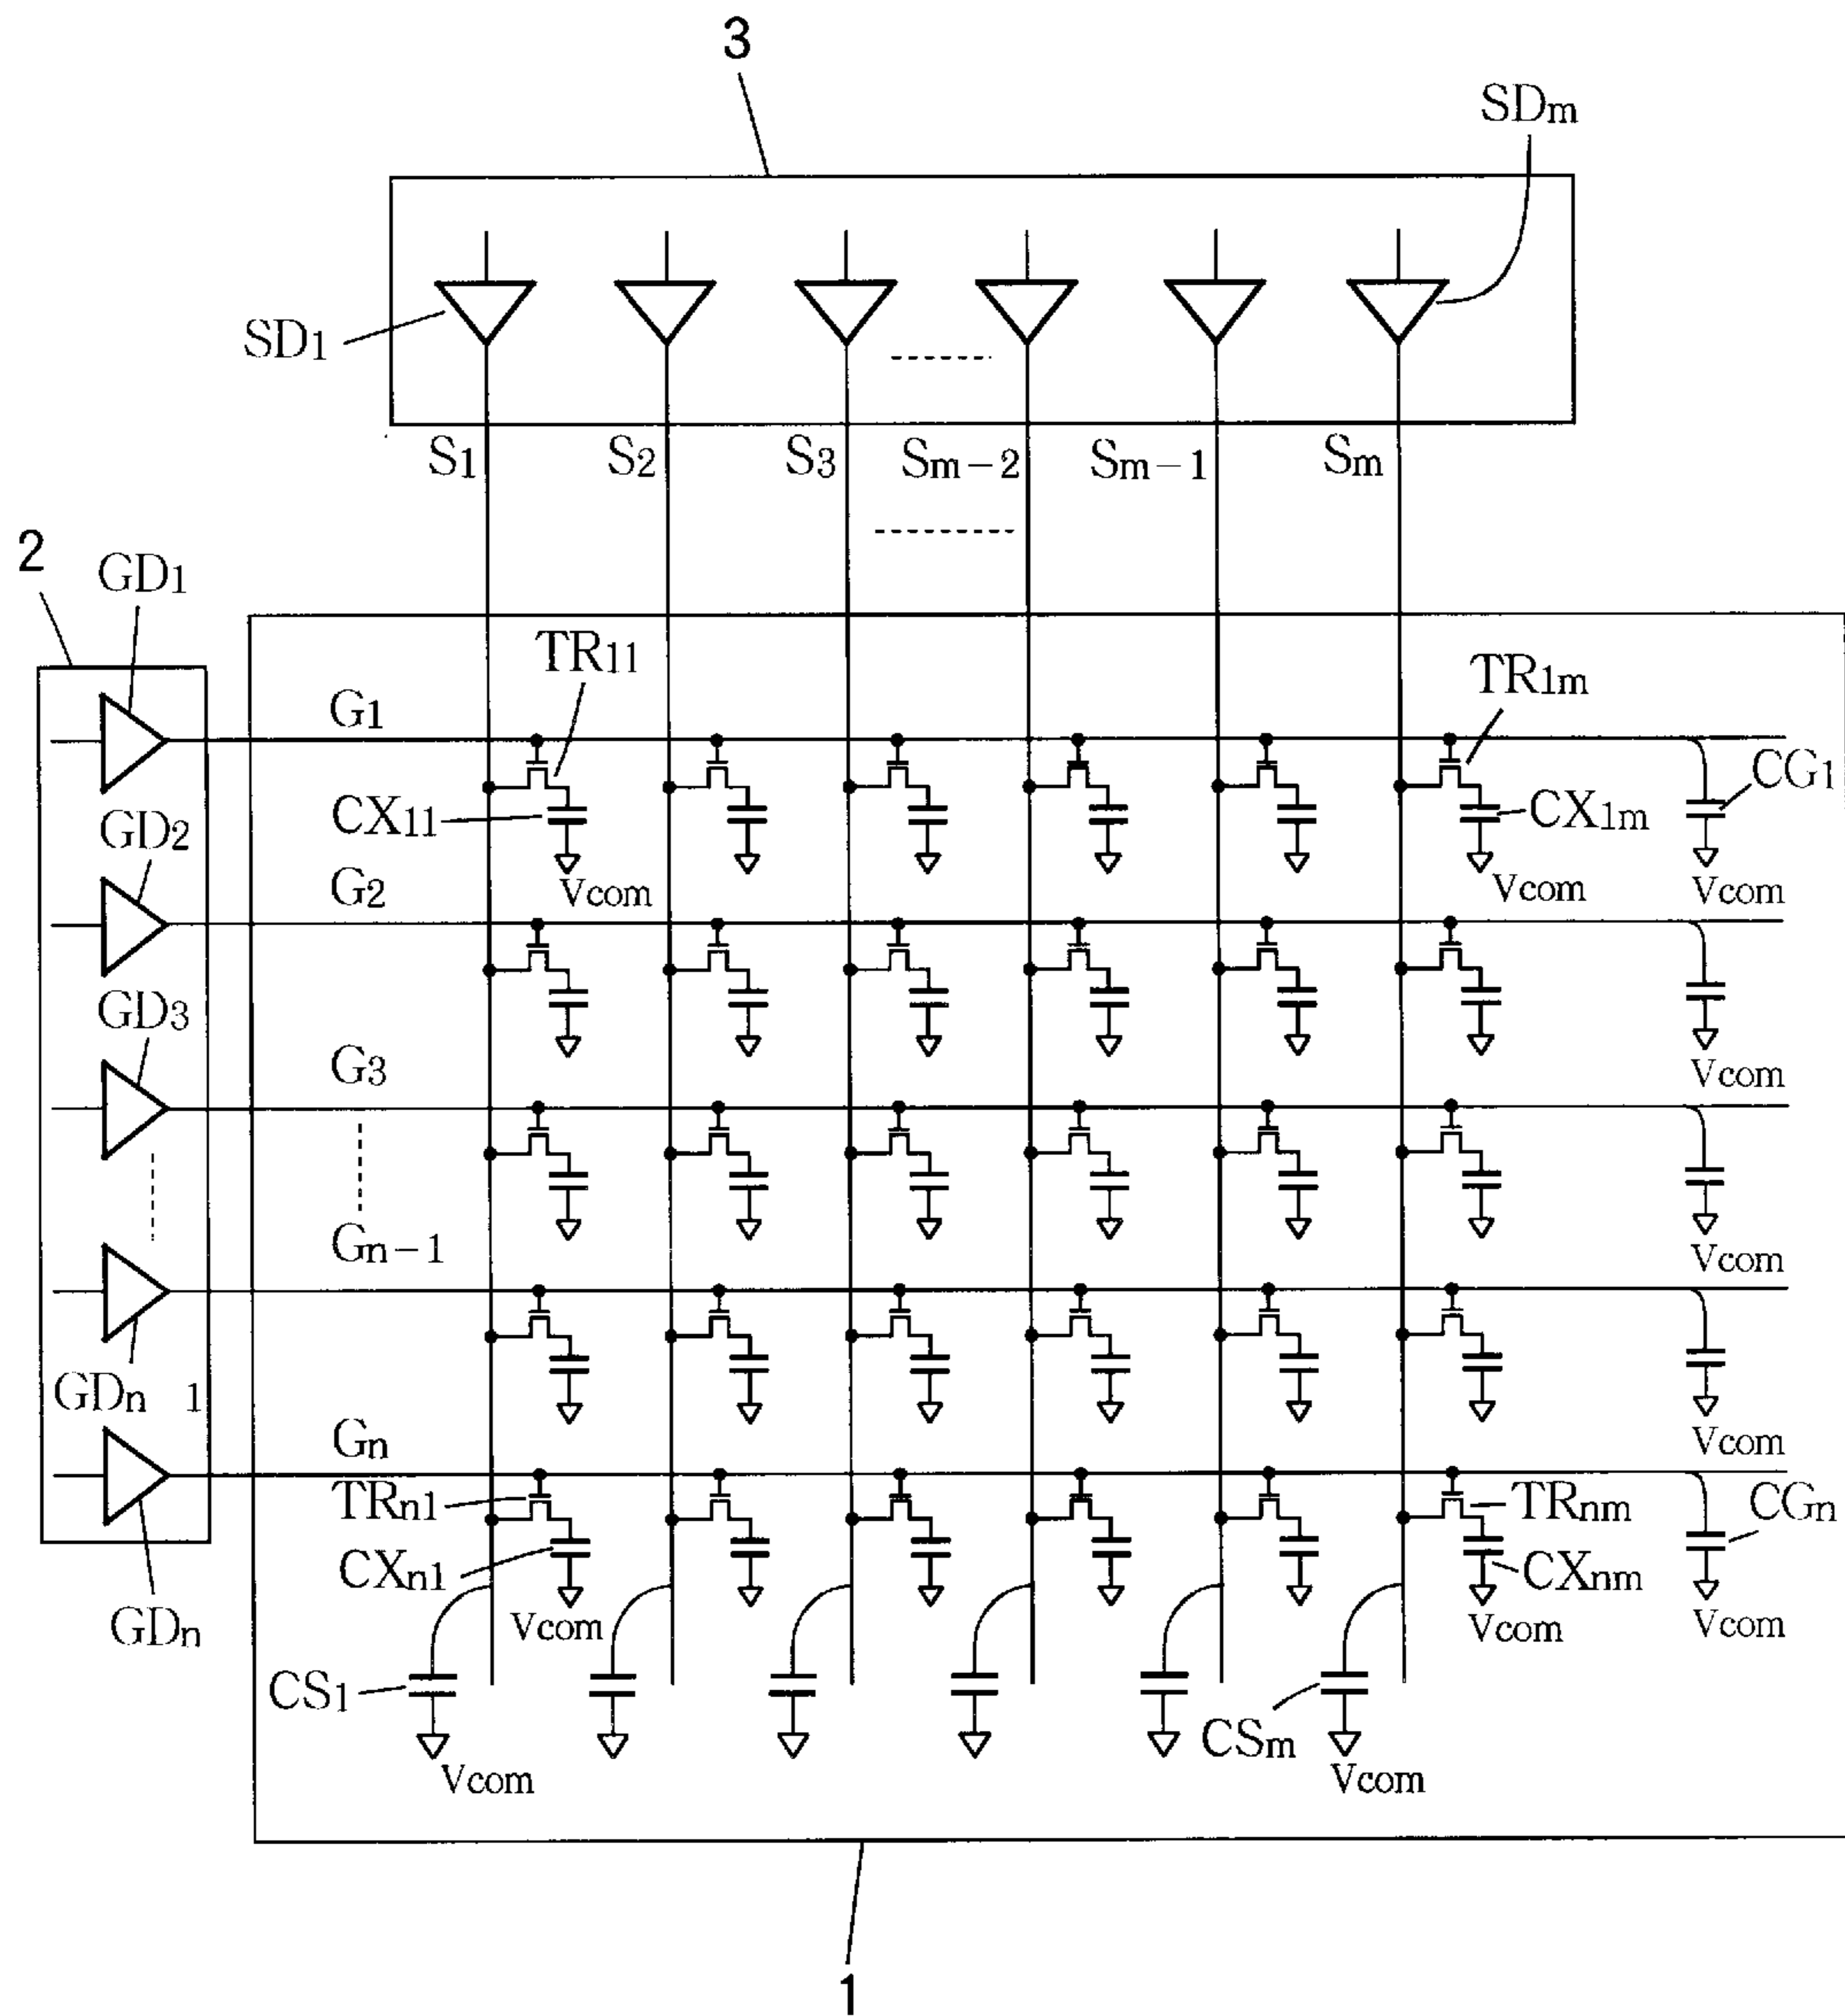 3
SDm
SD1
S1 S2 S3 Sm-2 Sm-1 Sm
2
GD1
TR11
TR1m
G1
CG1
CX11
CX1m
GD2
G2
Vcom
Vcom
Vcom
GD3
G3
Vcom
Gn-1
Vcom
GDn 1
Gn
Vcom
TRn1
TRnm
CGn
CXn1
CXnm
GDn
Vcom
Vcom
Vcom
CS1
CSm
Vcom
Vcom
1